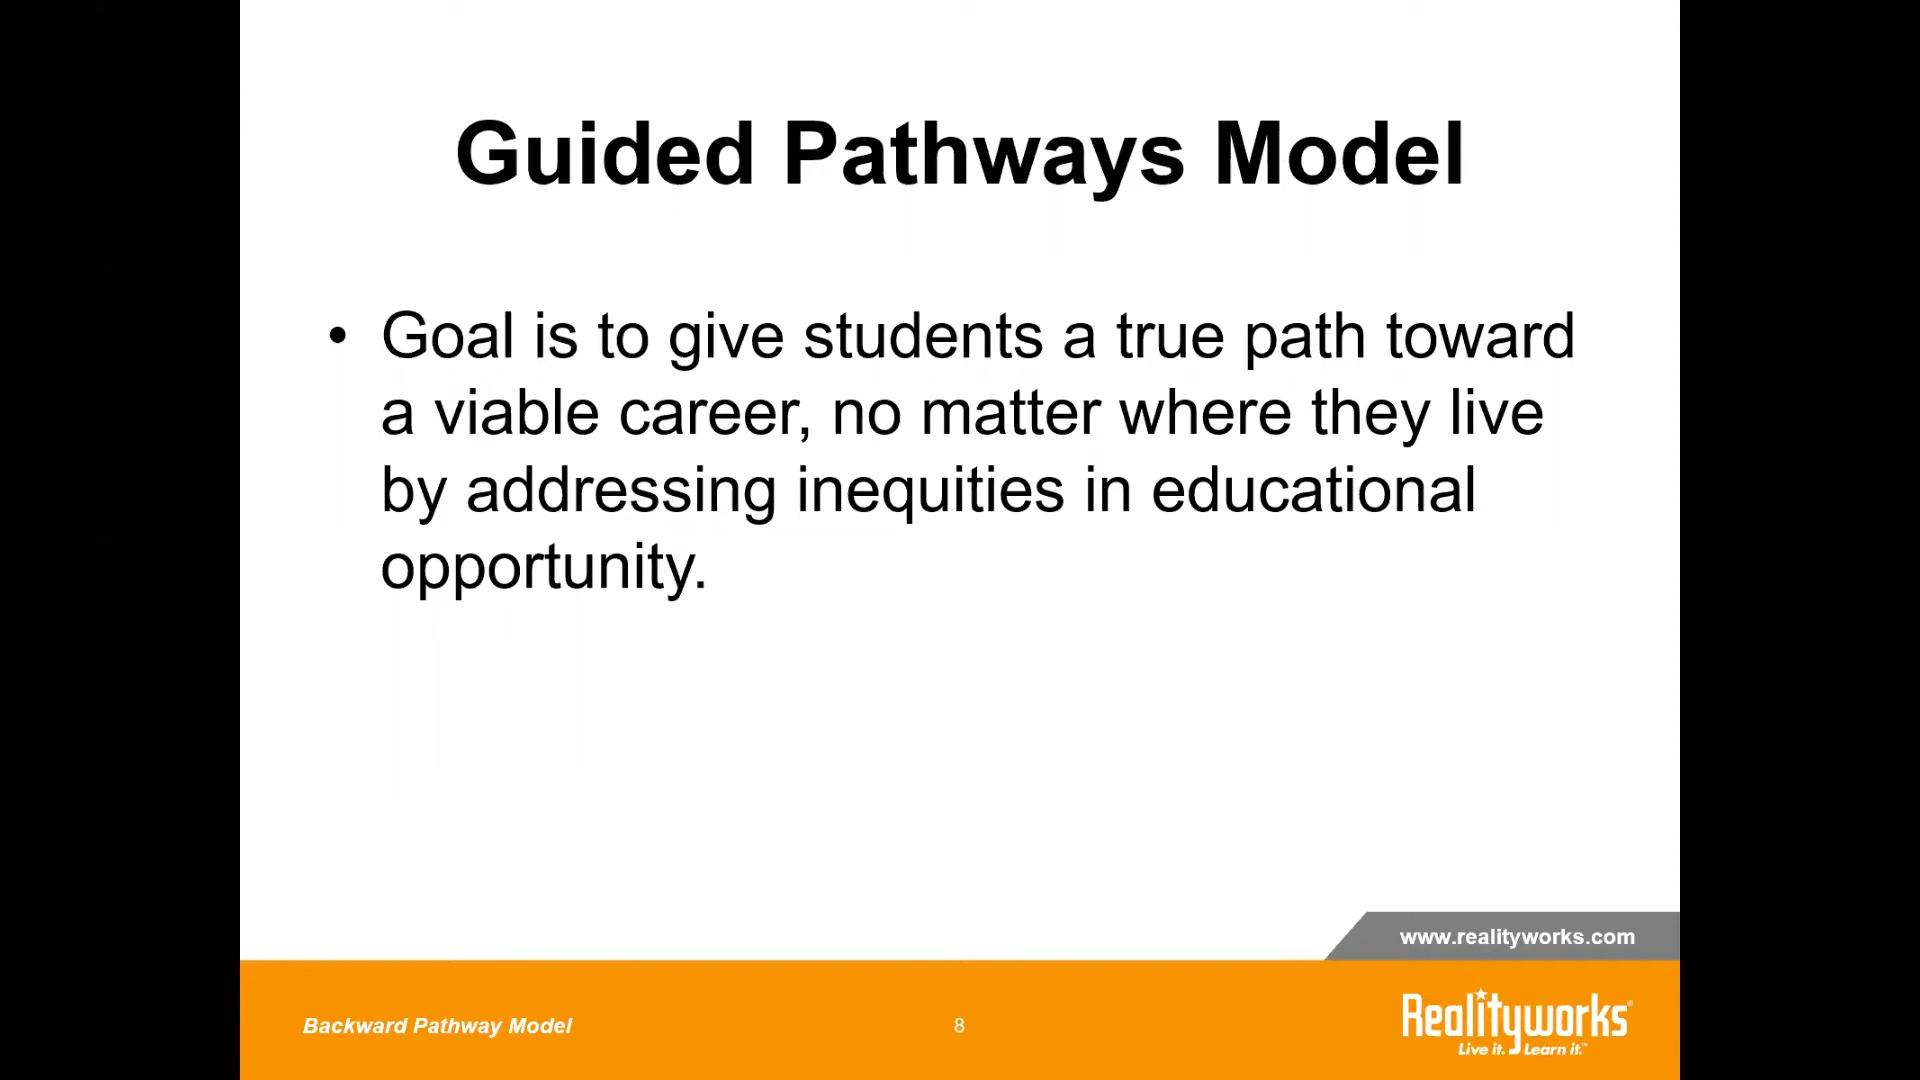 Guided Pathways Model
• Goal is to give students a true path toward
a viable career, no matter where they live
by addressing inequities in educational
opportunity.
www.realityworks.com
Backward Pathway Model
8
Realityworks®
Live it. Learn it.™